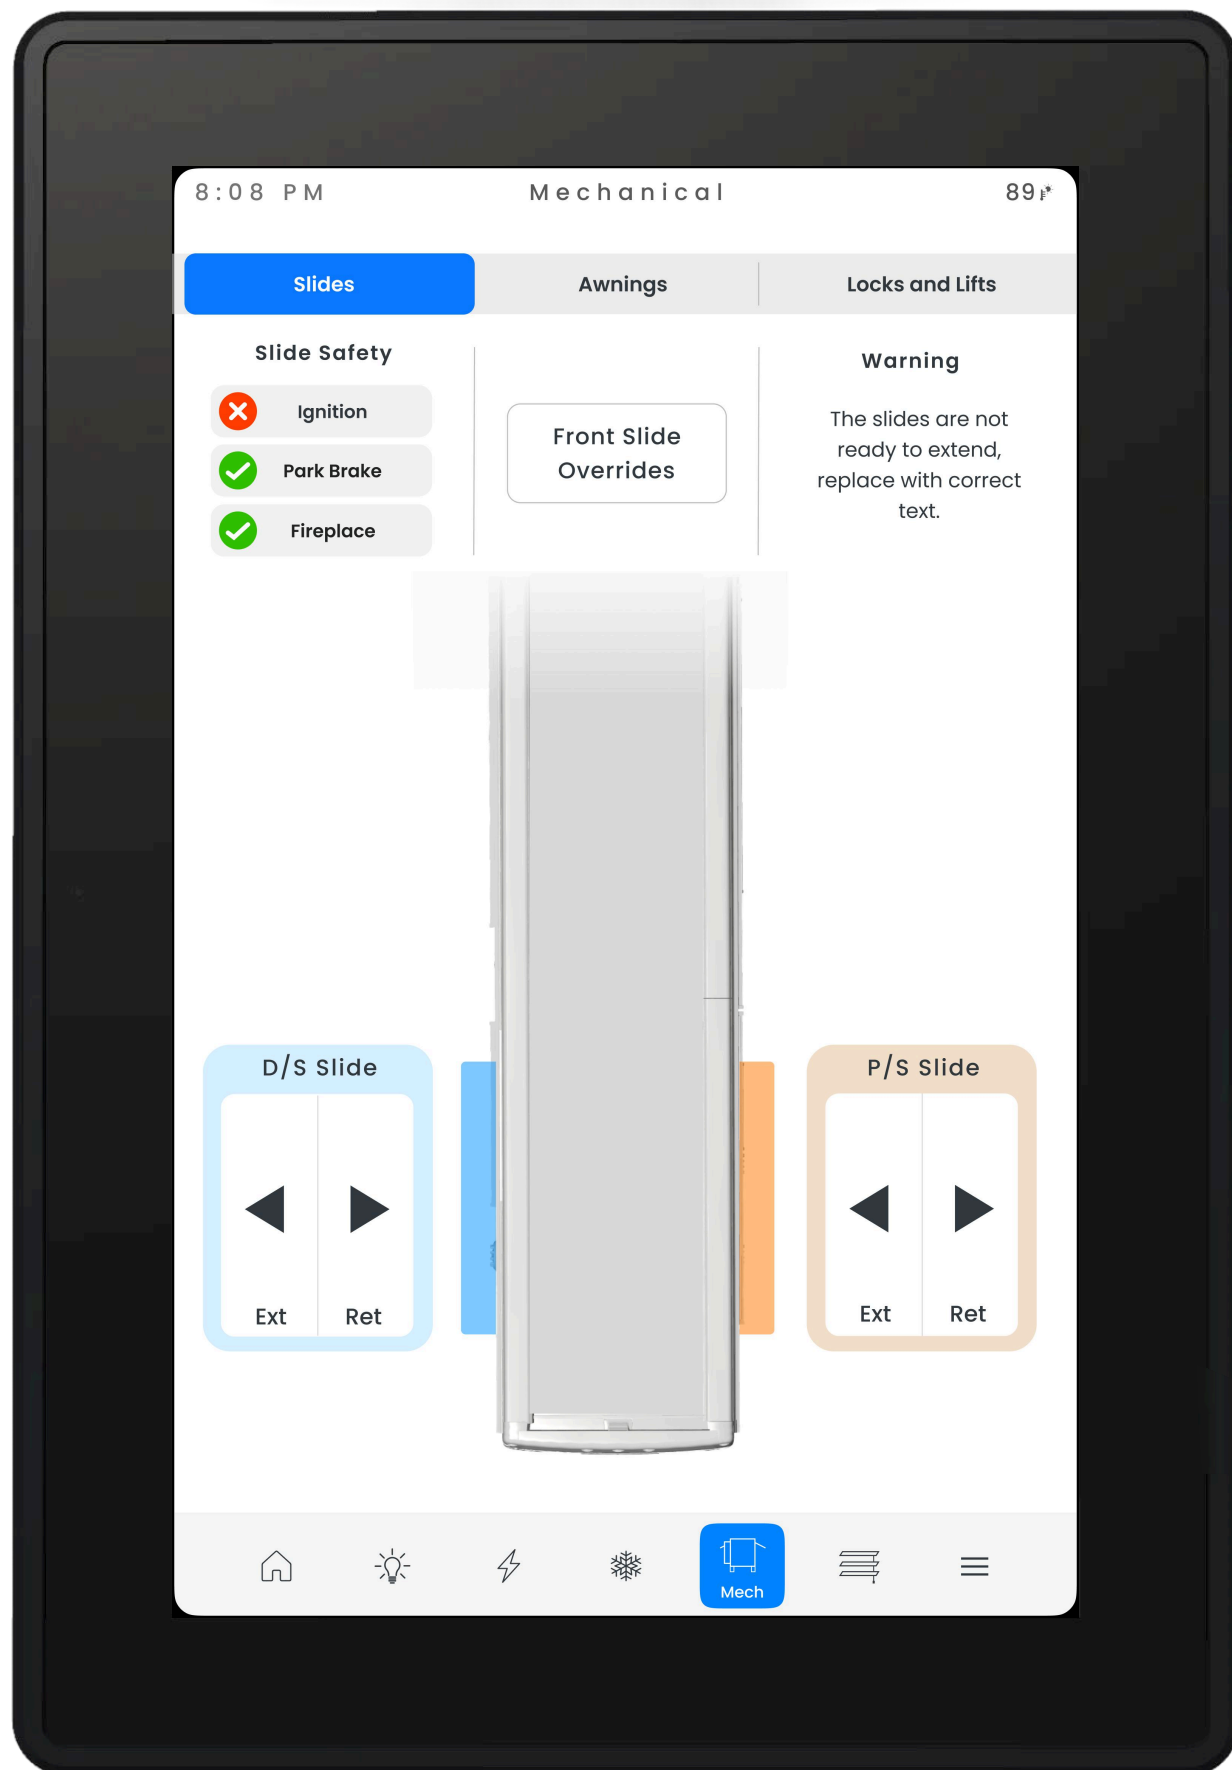 8:08 PM
Mechanical
89
Slides
Awnings
Locks and Lifts
Slide Safety
Ignition
Park Brake
Fireplace
Front Slide
Overrides
Warning
The slides are not
ready to extend,
replace with correct
text.
D/S Slide
Ext
Ret
P/S Slide
Ext
Ret
Mech